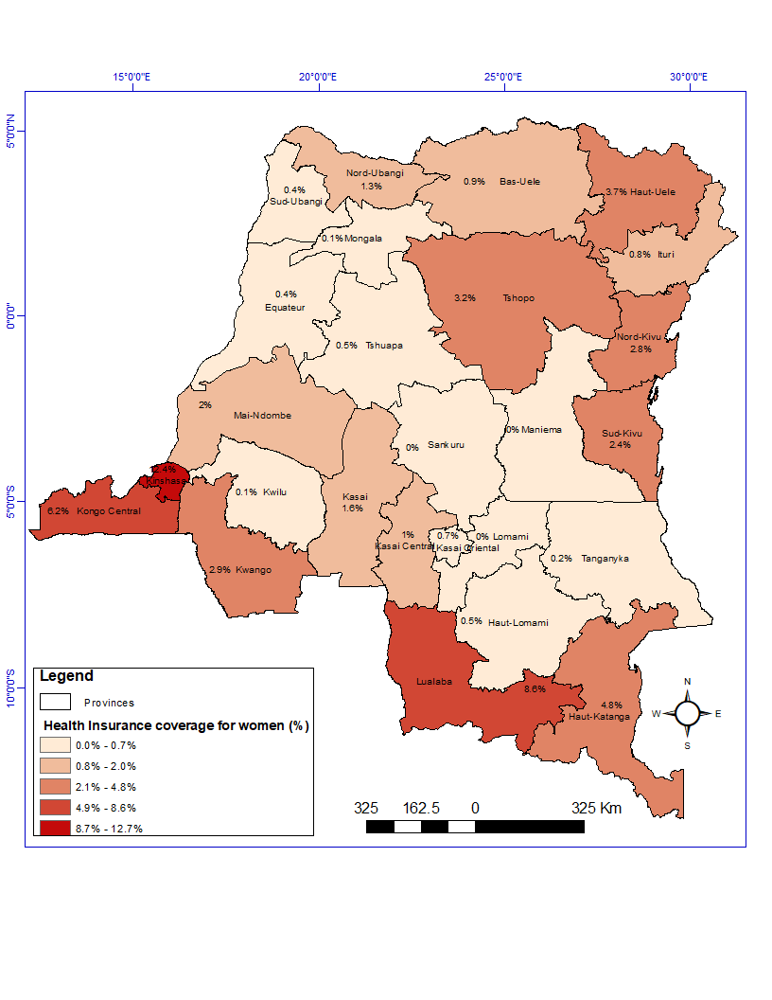 15°0'0"E 20°0'0"E 25°0'0"E 30°0'0"E
5°0'0"N
0°0'0"
5°0'0"S
10°0'0"S
Nord-Ubangi
1.3%
0.9% Bas-Uele
0.4%
Sud-Ubangi
3.7% Haut-Uele
0.1% Mongala
0.8% Ituri
0.4%
Equateur
3.2% Tshopo
0.5% Tshuapa
Nord-Kivu
2.8%
2%
Mai-Ndombe
0% Maniema
Sankuru
0%
Sud-Kivu
2.4%
Kinshasa
0.1% Kwilu
Kasai
1.6%
6.2% Kongo Central
1%
Kasai Central
0.7%
Kasai Oriental
0% Lomami
0.2% Tanganyka
2.9% Kwango
0.5% Haut-Lomami
Lualaba
8.6%
4.8%
Haut-Katanga
N
W E
S
Legend
Provinces
Health Insurance coverage for women (%)
0.0% - 0.7%
0.8% - 2.0%
2.1% - 4.8%
4.9% - 8.6%
8.7% - 12.7%
325 162.5 0 325 Km